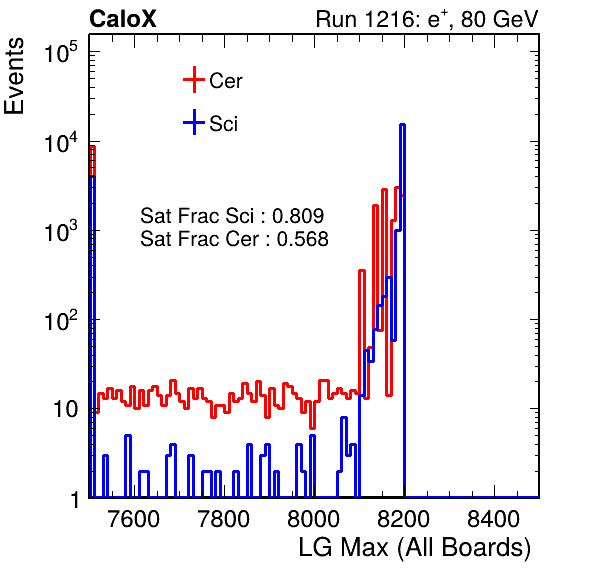 CaloX Run 1216: e⁺, 80 GeV
Events
10⁵
Cer
Sci
10⁴
Sat Frac Sci : 0.809
Sat Frac Cer : 0.568
10³
10²
10
1
7600 7800 8000 8200 8400
LG Max (All Boards)